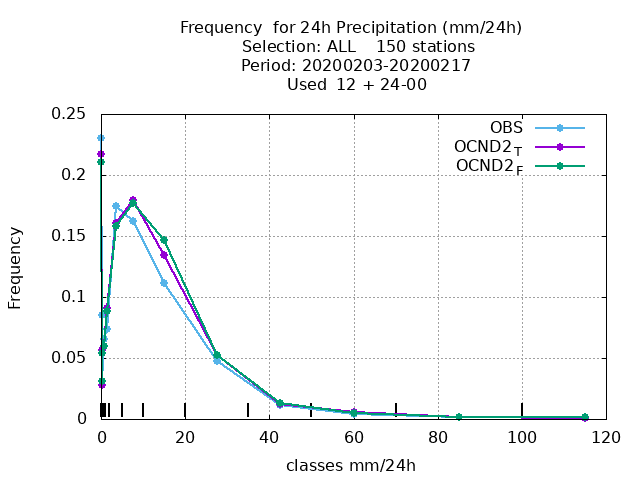 Frequency  for 24h Precipitation (mm/24h)
Selection: ALL    150 stations
Period: 20200203-20200217
Used  12 + 24-00
0.25
0.2
0.15
0.1
0.05
0
Frequency
OBS
OCND2_T
OCND2_F
0 20 40 60 80 100 120
classes mm/24h